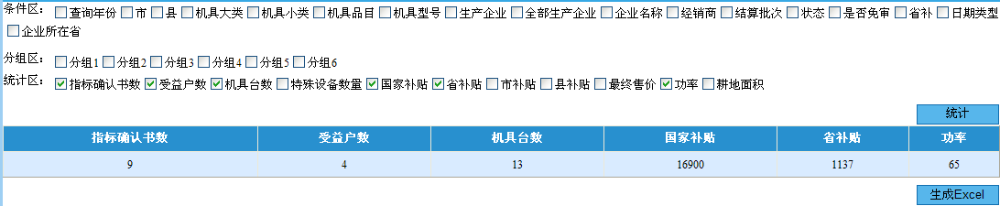 条件区： 查询年份 市 县 机具大类 机具小类 机具品目 机具型号 生产企业 全部生产企业 企业名称 经销商 结算批次 状态 是否免审 省补 日期类型
企业所在省
分组区： 分组1 分组2 分组3 分组4 分组5 分组6
统计区： 指标确认书数 受益户数 机具台数 特殊设备数量 国家补贴 省补贴 市补贴 县补贴 最终售价 功率 耕地面积
统计
指标确认书数 受益户数 机具台数 国家补贴 省补贴 功率
9 4 13 16900 1137 65
生成Excel